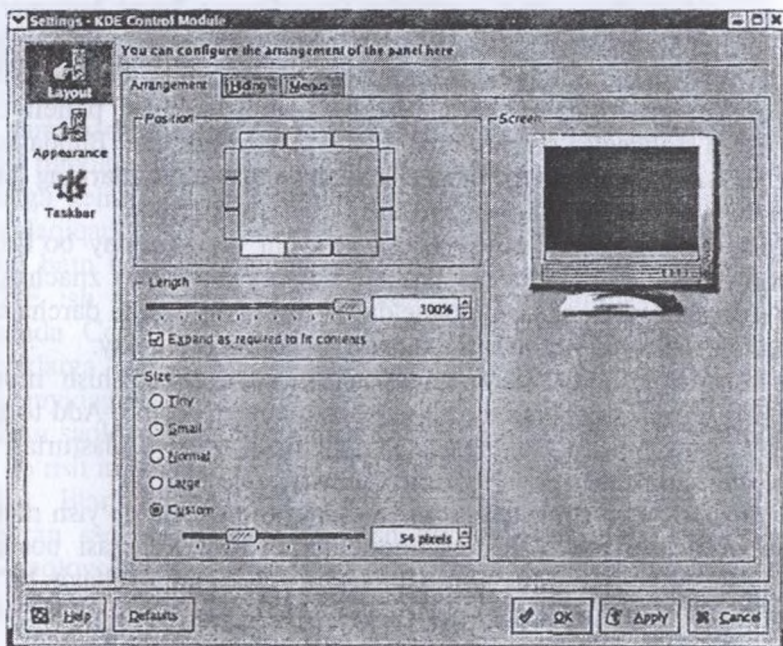 Settings - KDE Control Module
You can configure the arrangement of the panel here
Layout
Appearance
Taskbar
Arrangement Hiding Menus
Position
Screen
Length
100%
Expand as required to fit contents
Size
Tiny
Small
Normal
Large
Custom
54 pixels
Help Defaults OK Apply Cancel